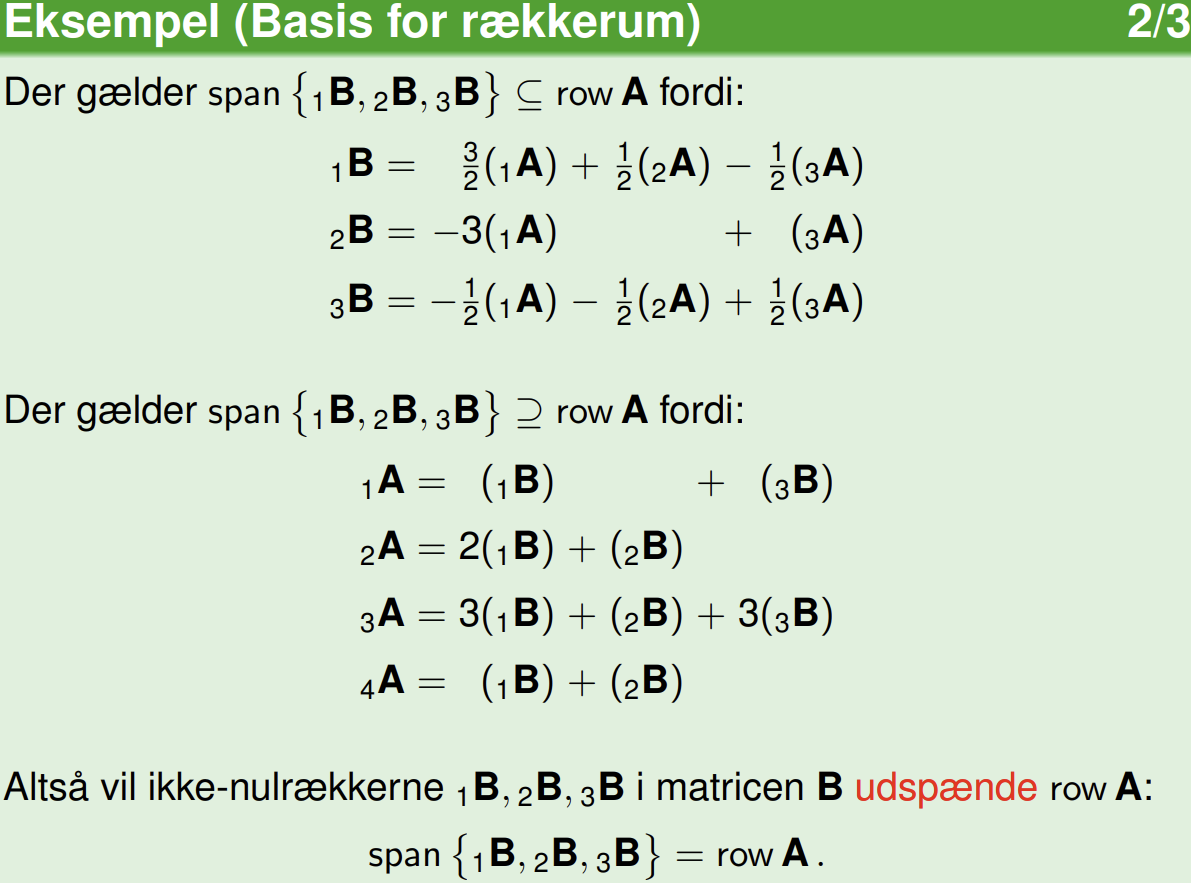 Eksempel (Basis for rækkerum) 2/3
Der gælder span {₁B, ₂B, ₃B} ⊆ row A fordi:
₁B = 3/2(₁A) + 1/2(₂A) − 1/2(₃A)
₂B = −3(₁A) + (₃A)
₃B = −1/2(₁A) − 1/2(₂A) + 1/2(₃A)
Der gælder span {₁B, ₂B, ₃B} ⊇ row A fordi:
₁A = (₁B) + (₃B)
₂A = 2(₁B) + (₂B)
₃A = 3(₁B) + (₂B) + 3(₃B)
₄A = (₁B) + (₂B)
Altså vil ikke-nulrækkerne ₁B, ₂B, ₃B i matricen B udspænde row A:
span {₁B, ₂B, ₃B} = row A .